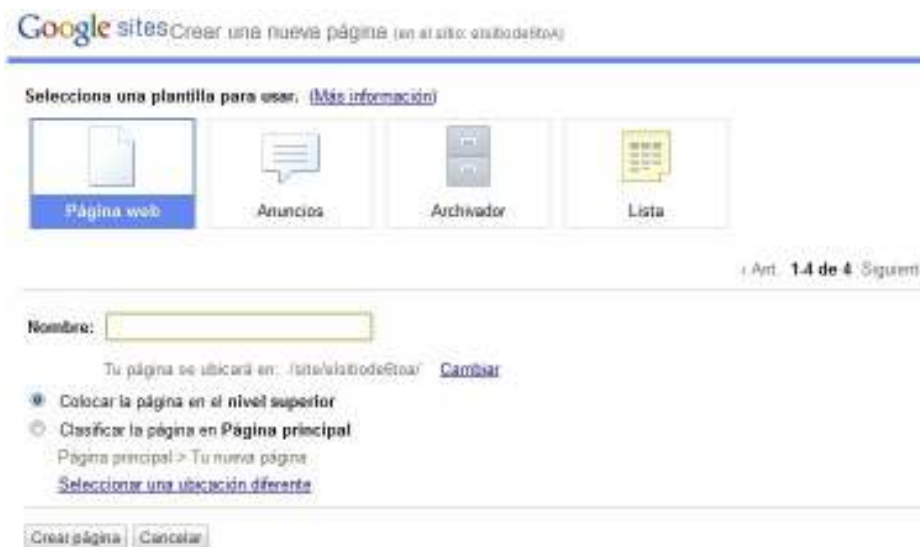 Google sites Crear una nueva página (en el sitio: elsitiode6toA)
Selecciona una plantilla para usar. (Más información)
Página web
Anuncios
Archivador
Lista
‹ Ant. 1-4 de 4 Siguient
Nombre:
Tu página se ubicará en: /site/elsitiode6toa/ Cambiar
Colocar la página en el nivel superior
Clasificar la página en Página principal
Página principal > Tu nueva página
Seleccionar una ubicación diferente
Crear página Cancelar